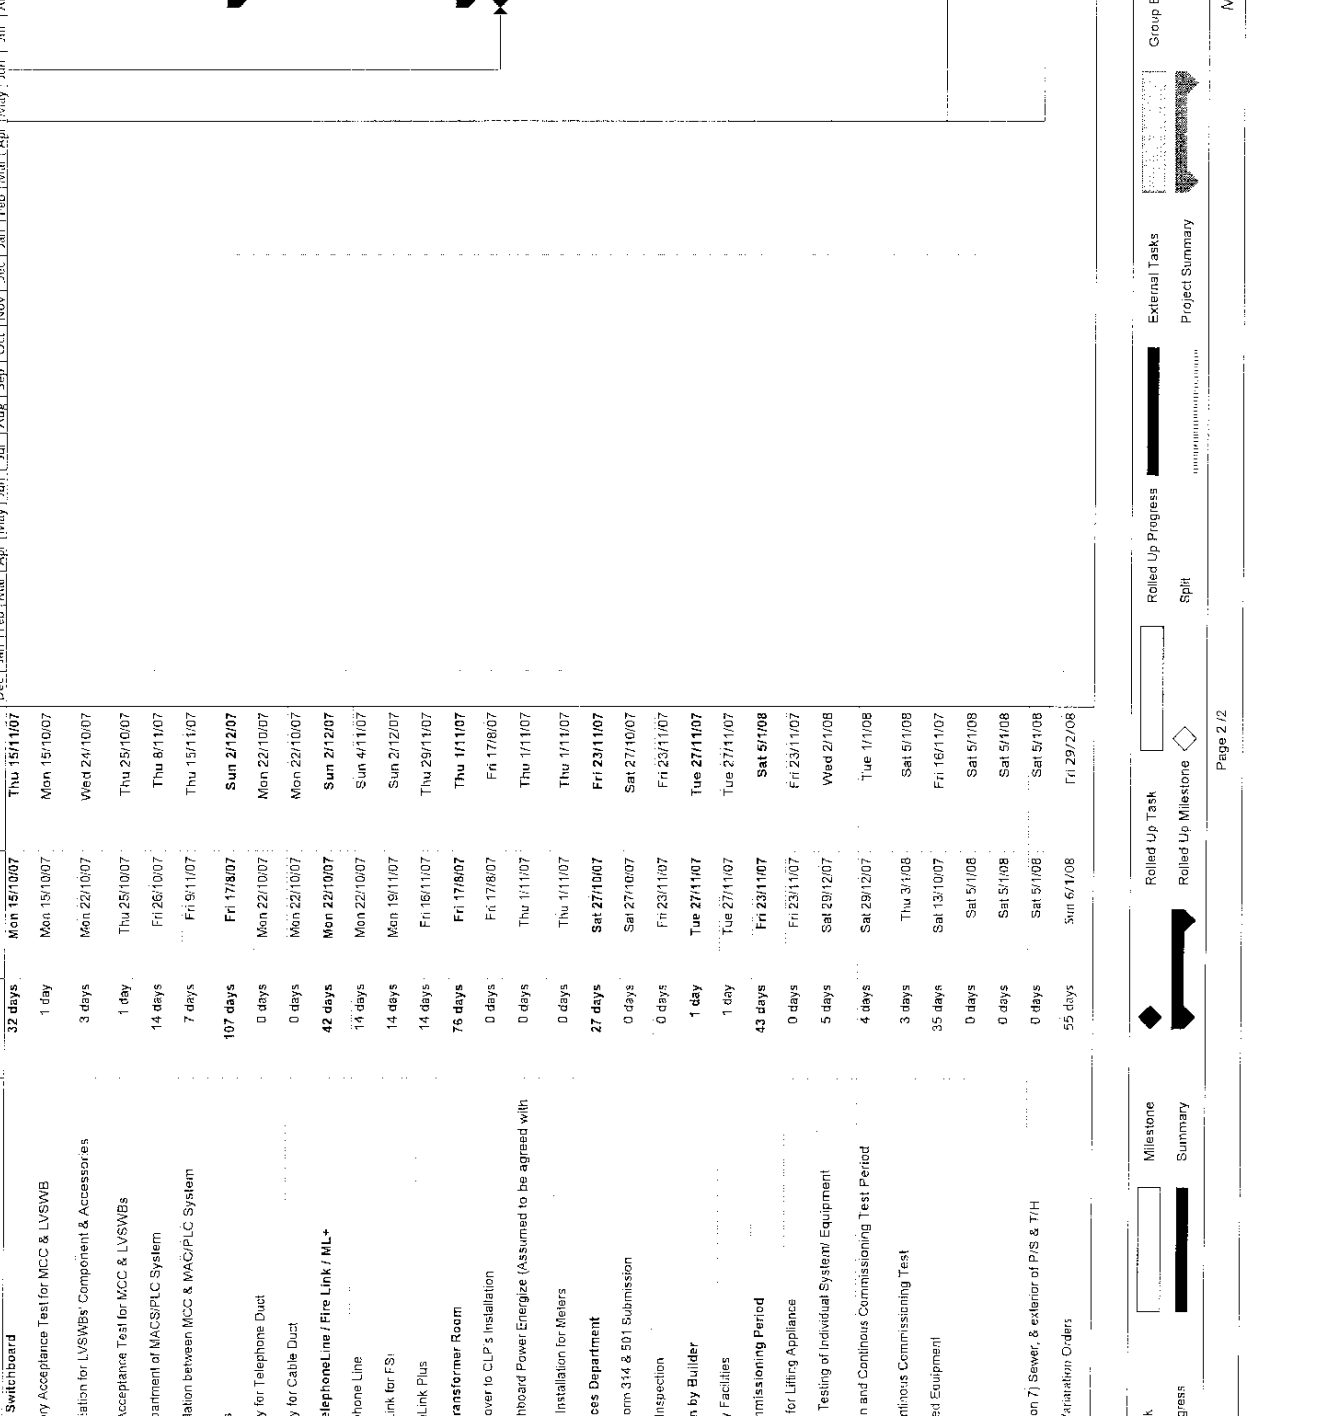 Switchboard 32 days Mon 15/10/07 Thu 15/11/07
ory Acceptance Test for MCC & LVSWB 1 day Mon 15/10/07 Mon 15/10/07
iation for LVSWBs' Component & Accessories 3 days Mon 22/10/07 Wed 24/10/07
Acceptance Test for MCC & LVSWBs 1 day Thu 25/10/07 Thu 25/10/07
partment of MACS/PLC System 14 days Fri 26/10/07 Thu 8/11/07
lation between MCC & MAC/PLC System 7 days Fri 9/11/07 Thu 15/11/07
s 107 days Fri 17/8/07 Sun 2/12/07
y for Telephone Duct 0 days Mon 22/10/07 Mon 22/10/07
y for Cable Duct 0 days Mon 22/10/07 Mon 22/10/07
elephoneLine / Fire Link / ML+ 42 days Mon 22/10/07 Sun 2/12/07
phone Line 14 days Mon 22/10/07 Sun 4/11/07
Link for FSI 14 days Mon 19/11/07 Sun 2/12/07
Link Plus 14 days Fri 16/11/07 Thu 29/11/07
ransformer Room 76 days Fri 17/8/07 Thu 1/11/07
over to CLP's Installation 0 days Fri 17/8/07 Fri 17/8/07
hboard Power Energize (Assumed to be agreed with 0 days Thu 1/11/07 Thu 1/11/07
Installation for Meters 0 days Thu 1/11/07 Thu 1/11/07
ces Department 27 days Sat 27/10/07 Fri 23/11/07
orm 314 & 501 Submission 0 days Sat 27/10/07 Sat 27/10/07
Inspection 0 days Fri 23/11/07 Fri 23/11/07
n by Builder 1 day Tue 27/11/07 Tue 27/11/07
y Facilities 1 day Tue 27/11/07 Tue 27/11/07
mmissioning Period 43 days Fri 23/11/07 Sat 5/1/08
for Lifting Appliance 0 days Fri 23/11/07 Fri 23/11/07
Testing of Individual System/ Equipment 5 days Sat 29/12/07 Wed 2/1/08
n and Continous Commissioning Test Period 4 days Sat 29/12/07 Tue 1/1/08
ntinous Commissioning Test 3 days Thu 3/1/08 Sat 5/1/08
ed Equipment 35 days Sat 13/10/07 Fri 16/11/07
0 days Sat 5/1/08 Sat 5/1/08
0 days Sat 5/1/08 Sat 5/1/08
on 7) Sewer, & exterior of P/S & T/H 0 days Sat 5/1/08 Sat 5/1/08
Variatation Orders 55 days Sun 6/1/08 Fri 29/2/08
k Milestone Rolled Up Task Rolled Up Progress External Tasks Group B
gress Summary Rolled Up Milestone Split Project Summary
Page 2 /2